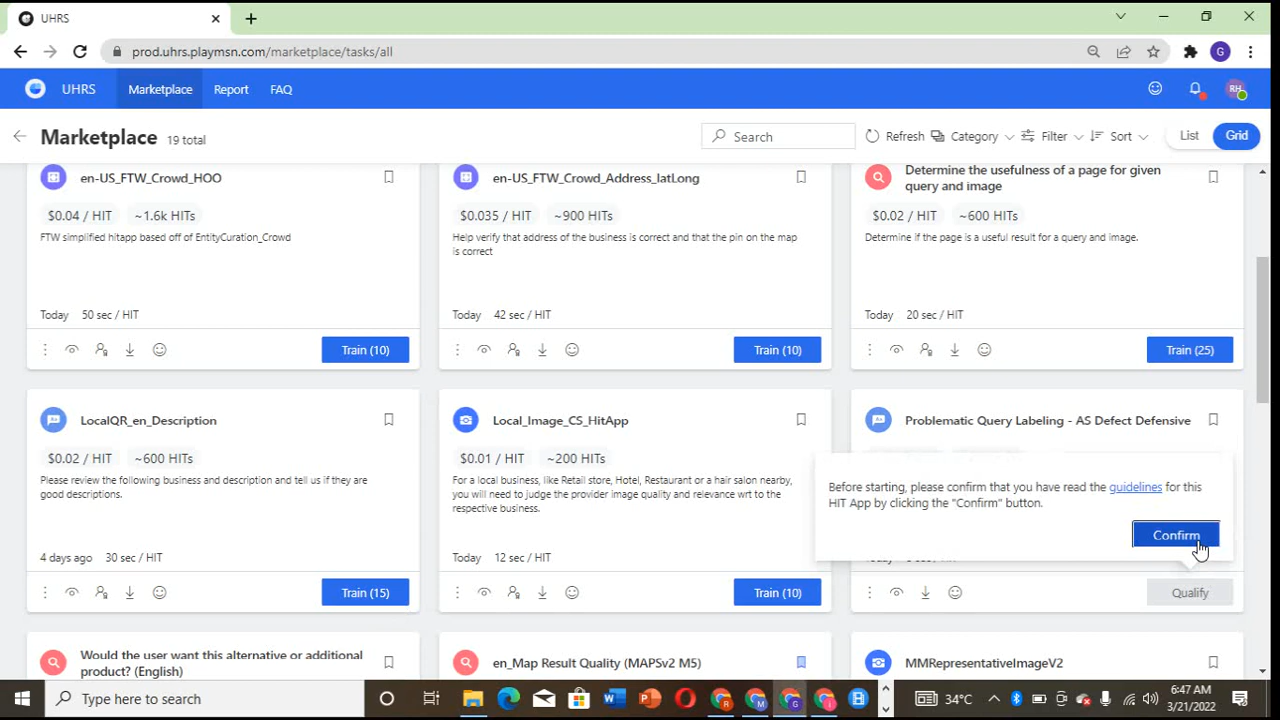 UHRS
prod.uhrs.playmsn.com/marketplace/tasks/all
G
UHRS Marketplace Report FAQ
RH
Marketplace 19 total
Search Refresh Category Filter Sort List Grid
en-US_FTW_Crowd_HOO
$0.04 / HIT ~1.6k HITs
FTW simplified hitapp based off of EntityCuration_Crowd
Today 50 sec / HIT
Train (10)
en-US_FTW_Crowd_Address_latLong
$0.035 / HIT ~900 HITs
Help verify that address of the business is correct and that the pin on the map
is correct
Today 42 sec / HIT
Train (10)
Determine the usefulness of a page for given
query and image
$0.02 / HIT ~600 HITs
Determine if the page is a useful result for a query and image.
Today 20 sec / HIT
Train (25)
LocalQR_en_Description
$0.02 / HIT ~600 HITs
Please review the following business and description and tell us if they are
good descriptions.
4 days ago 30 sec / HIT
Train (15)
Local_Image_CS_HitApp
$0.01 / HIT ~200 HITs
For a local business, like Retail store, Hotel, Restaurant or a hair salon nearby,
you will need to judge the provider image quality and relevance wrt to the
respective business.
Today 12 sec / HIT
Train (10)
Problematic Query Labeling - AS Defect Defensive
Before starting, please confirm that you have read the guidelines for this
HIT App by clicking the "Confirm" button.
Confirm
Qualify
Would the user want this alternative or additional
product? (English)
en_Map Result Quality (MAPSv2 M5)
MMRepresentativeImageV2
Type here to search
34°C
6:47 AM
3/21/2022